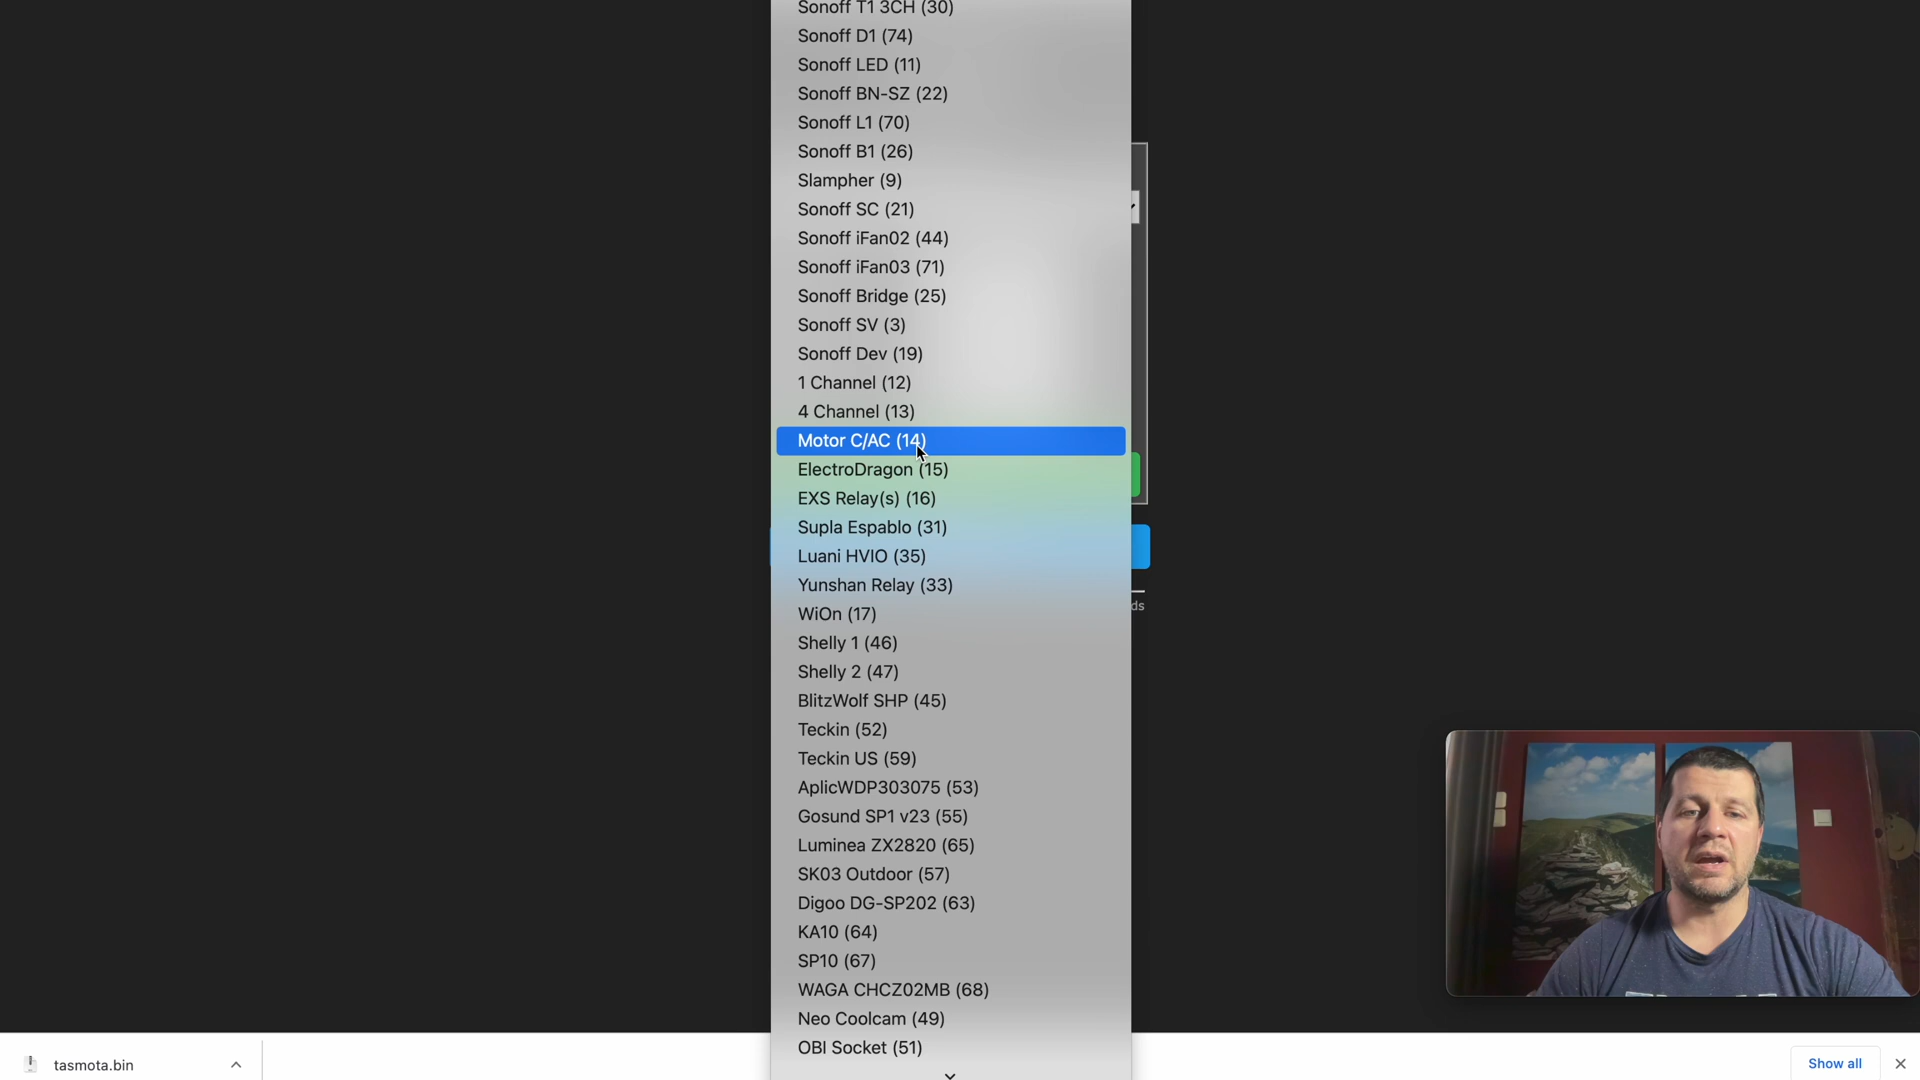 Sonoff T1 3CH (30)
Sonoff D1 (74)
Sonoff LED (11)
Sonoff BN-SZ (22)
Sonoff L1 (70)
Sonoff B1 (26)
Slampher (9)
Sonoff SC (21)
Sonoff iFan02 (44)
Sonoff iFan03 (71)
Sonoff Bridge (25)
Sonoff SV (3)
Sonoff Dev (19)
1 Channel (12)
4 Channel (13)
Motor C/AC (14)
ElectroDragon (15)
EXS Relay(s) (16)
Supla Espablo (31)
Luani HVIO (35)
Yunshan Relay (33)
ds
WiOn (17)
Shelly 1 (46)
Shelly 2 (47)
BlitzWolf SHP (45)
Teckin (52)
Teckin US (59)
AplicWDP303075 (53)
Gosund SP1 v23 (55)
Luminea ZX2820 (65)
SK03 Outdoor (57)
Digoo DG-SP202 (63)
KA10 (64)
SP10 (67)
WAGA CHCZ02MB (68)
Neo Coolcam (49)
OBI Socket (51)
tasmota.bin
Show all